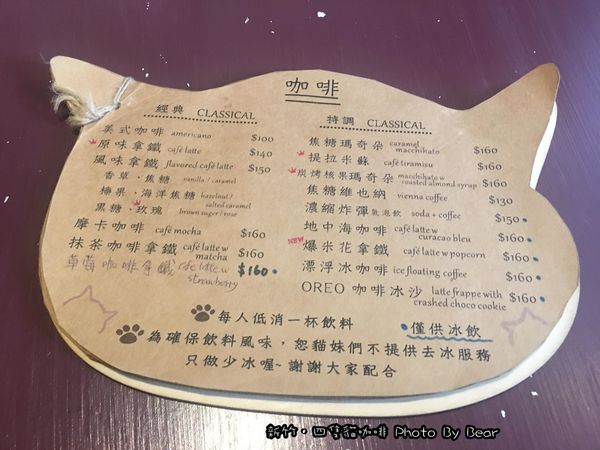 咖啡
經典 CLASSICAL
美式咖啡 americano $100
原味拿鐵 café latte $140
風味拿鐵 flavored café latte $150
香草、焦糖 vanilla / caramel
榛果、海洋焦糖 hazelnut / salted caramel
黑糖、玫瑰 brown suger / rose
摩卡咖啡 café mocha $160
抹茶咖啡拿鐵 café latte w matcha $160
草莓咖啡拿鐵 café latte w strawberry $160
特調 CLASSICAL
焦糖瑪奇朵 caramel macchihato $160
提拉米蘇 café tiramisu $160
炭烤核果瑪奇朵 macchihato w roasted almond syrup $160
焦糖維也納 vienna coffee $130
濃縮炸彈氣泡飲 soda + coffee $150
地中海咖啡 café latte w curacao bleu $160
NEW 爆米花拿鐵 café latte w popcorn $160
漂浮冰咖啡 ice floating coffee $160
OREO 咖啡冰沙 latte frappe with crashed choco cookie $160
每人低消一杯飲料
•僅供冰飲
為確保飲料風味，恕貓妹們不提供去冰服務
只做少冰喔~ 謝謝大家配合
新竹。四隻貓咖啡 Photo By Bear